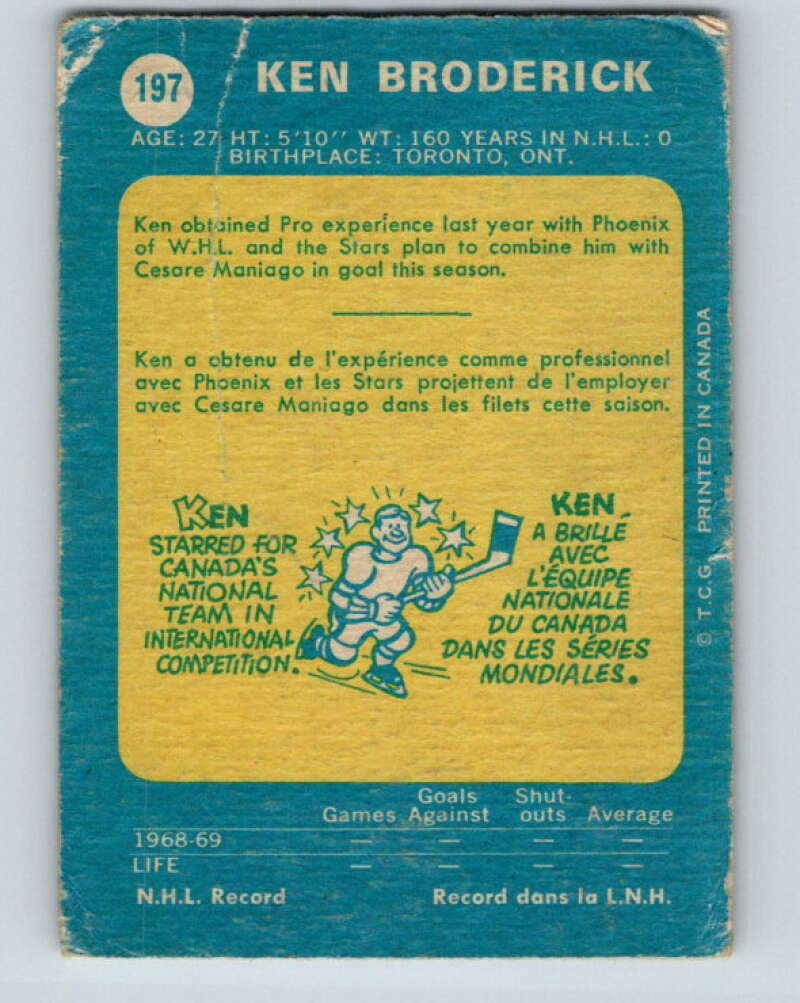 197
KEN BRODERICK
AGE: 27 HT: 5'10'' WT: 160 YEARS IN N.H.L.: 0
BIRTHPLACE: TORONTO, ONT.
Ken obtained Pro experience last year with Phoenix
of W.H.L. and the Stars plan to combine him with
Cesare Maniago in goal this season.
Ken a obtenu de l'expérience comme professionnel
avec Phoenix et les Stars projettent de l'employer
avec Cesare Maniago dans les filets cette saison.
KEN
STARRED FOR
CANADA'S
NATIONAL
TEAM IN
INTERNATIONAL
COMPETITION.
KEN
A BRILLÉ
AVEC
L'ÉQUIPE
NATIONALE
DU CANADA
DANS LES SÉRIES
MONDIALES.
© T.C.G. PRINTED IN CANADA
Goals Shut-
Games Against outs Average
1968-69 — — — —
LIFE — — — —
N.H.L. Record Record dans la L.N.H.